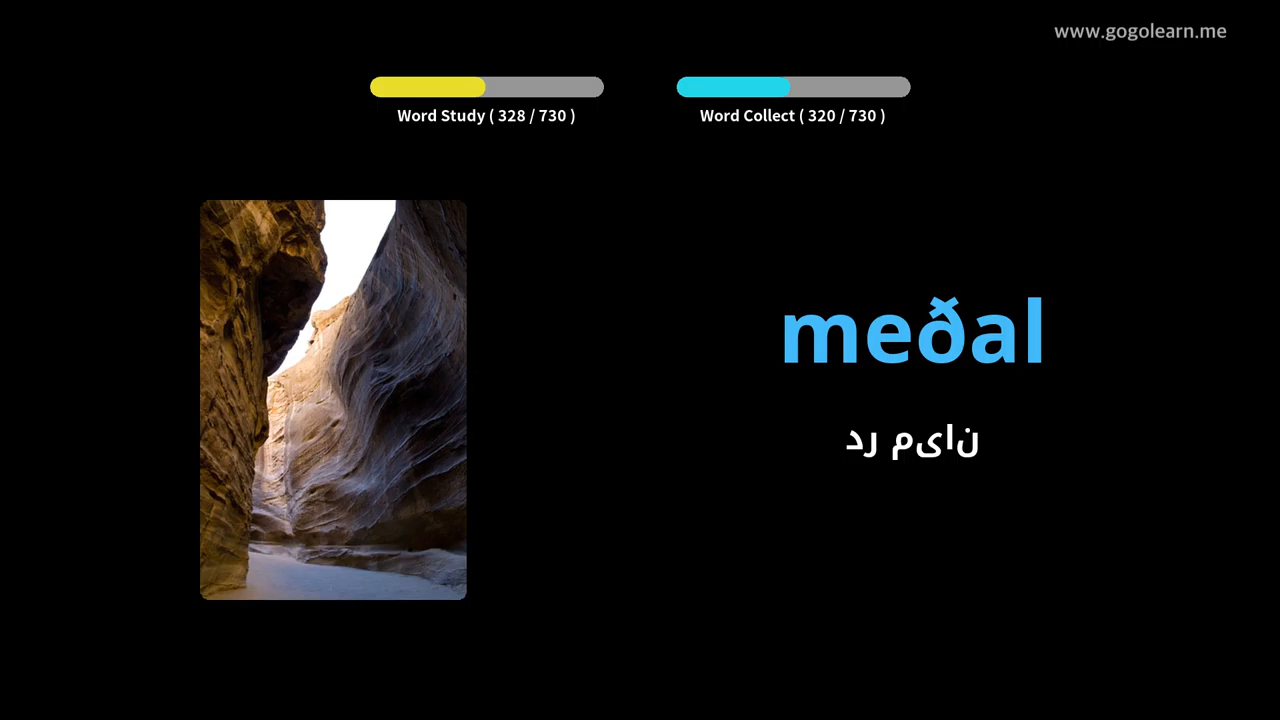 www.gogolearn.me
Word Study ( 328 / 730 )
Word Collect ( 320 / 730 )
meðal
در میان